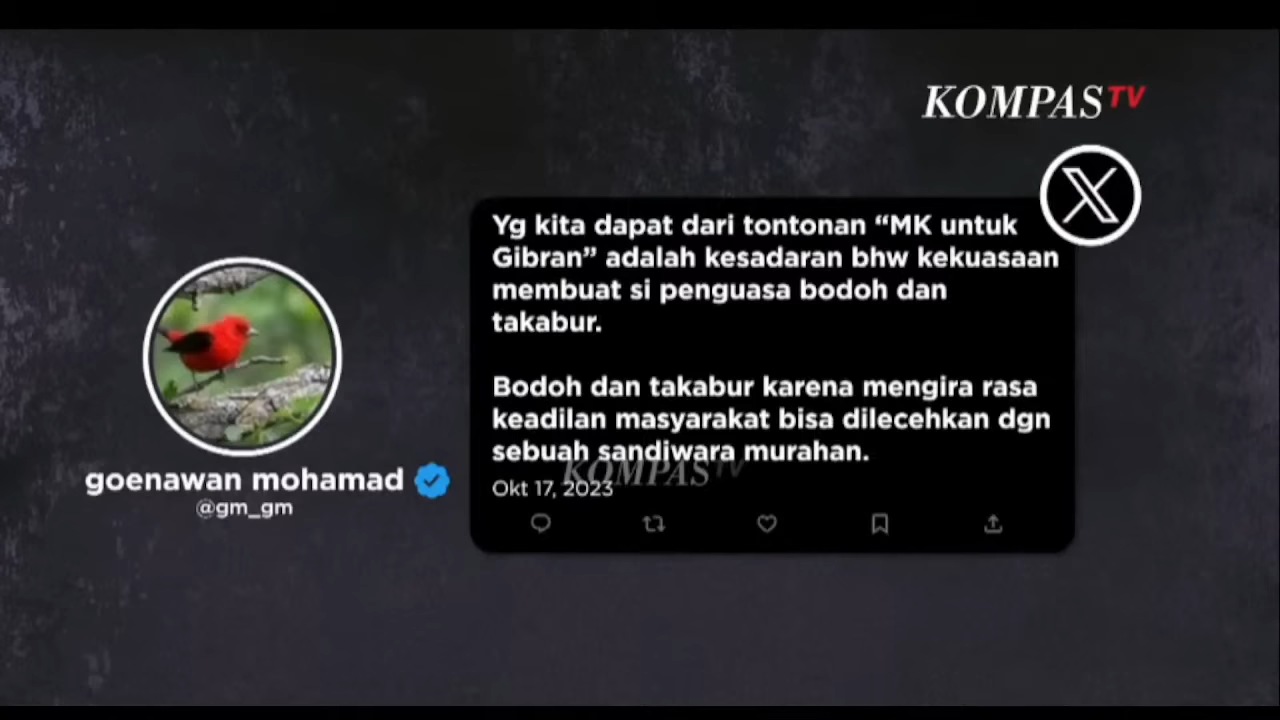 KOMPASTV
Yg kita dapat dari tontonan “MK untuk
Gibran” adalah kesadaran bhw kekuasaan
membuat si penguasa bodoh dan
takabur.
Bodoh dan takabur karena mengira rasa
keadilan masyarakat bisa dilecehkan dgn
sebuah sandiwara murahan.
KOMPASTV
Okt 17, 2023
goenawan mohamad
@gm_gm